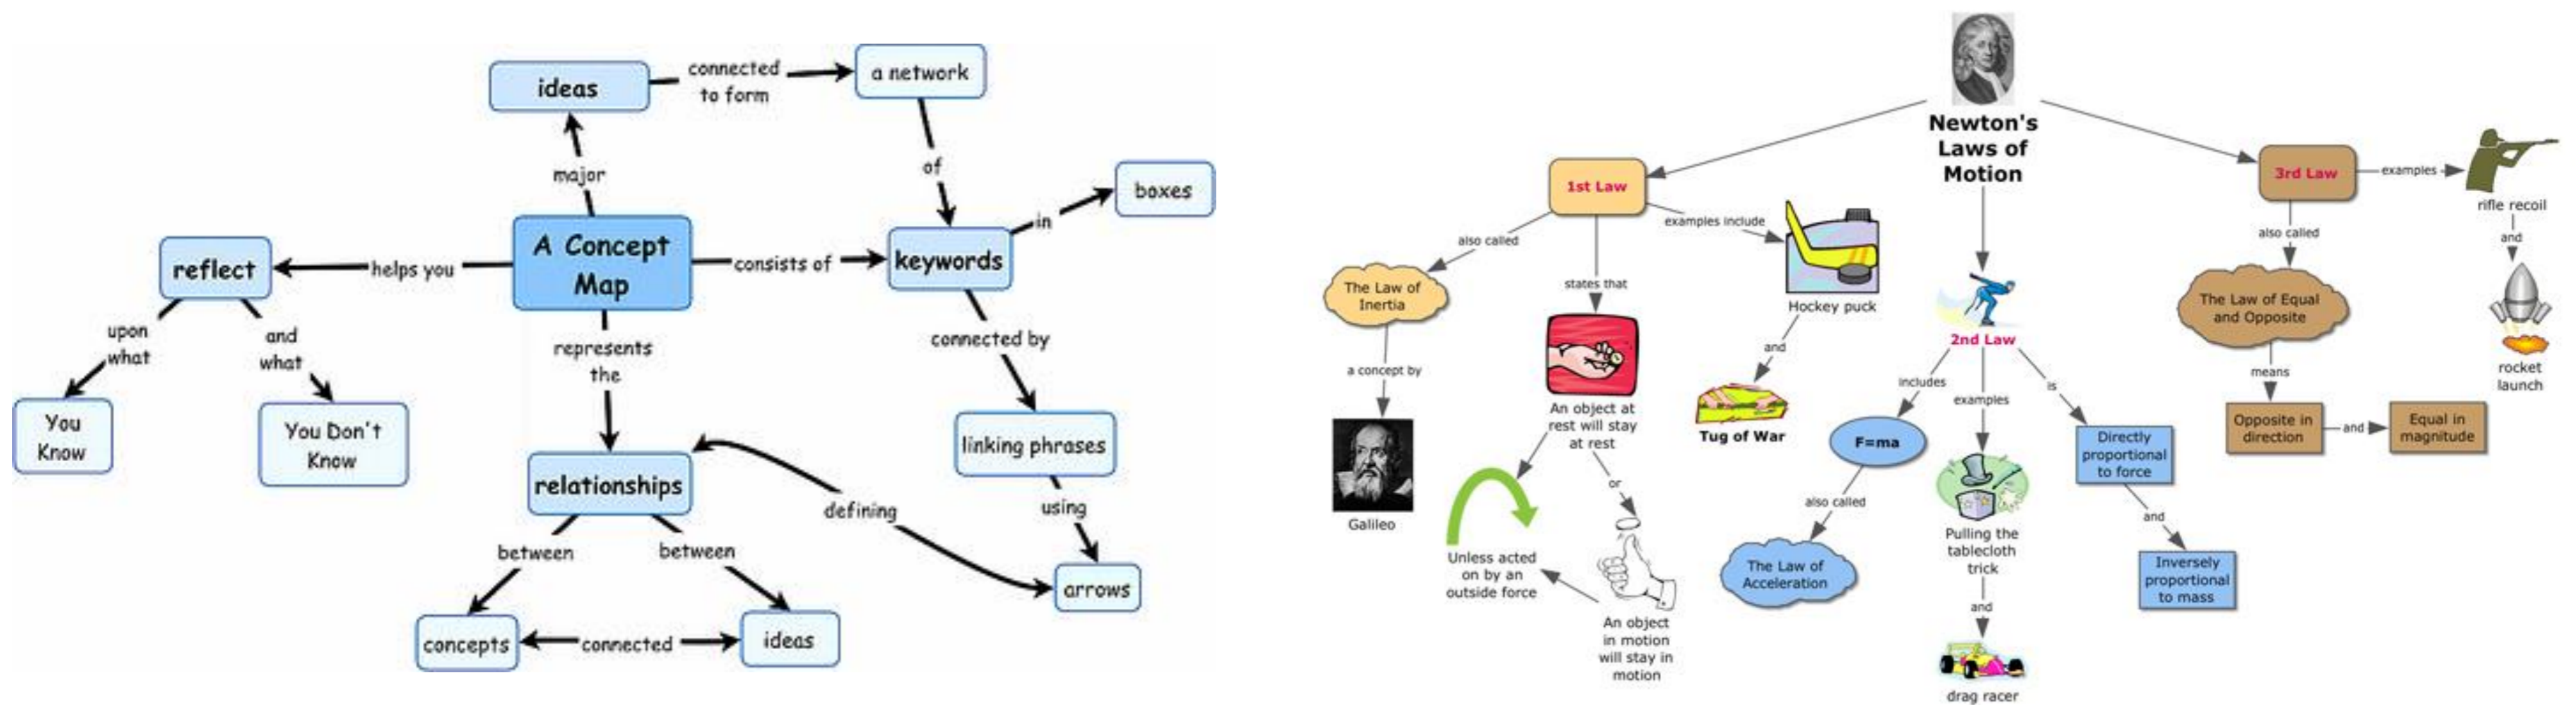 ideas
connected
to form
a network
major
of
boxes
in
A Concept
Map
consists of
keywords
helps you
reflect
upon
what
and
what
You
Know
You Don't
Know
represents
the
connected by
relationships
linking phrases
defining
using
between
between
arrows
concepts
connected
ideas
Newton's
Laws of
Motion
1st Law
also called
The Law of
Inertia
a concept by
Galileo
states that
An object at
rest will stay
at rest
or
Unless acted
on by an
outside force
An object
in motion
will stay in
motion
examples include
Hockey puck
and
Tug of War
2nd Law
includes
F=ma
also called
The Law of
Acceleration
examples
Pulling the
tablecloth
trick
and
drag racer
is
Directly
proportional
to force
and
Inversely
proportional
to mass
3rd Law
examples
rifle recoil
and
rocket
launch
also called
The Law of Equal
and Opposite
means
Opposite in
direction
and
Equal in
magnitude